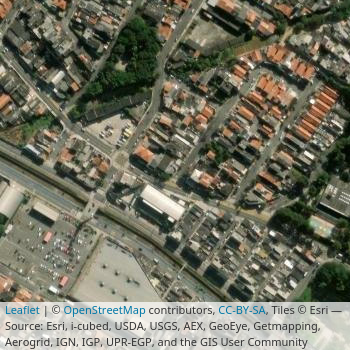 Leaflet | © OpenStreetMap contributors, CC-BY-SA, Tiles © Esri —
Source: Esri, i-cubed, USDA, USGS, AEX, GeoEye, Getmapping,
Aerogrid, IGN, IGP, UPR-EGP, and the GIS User Community